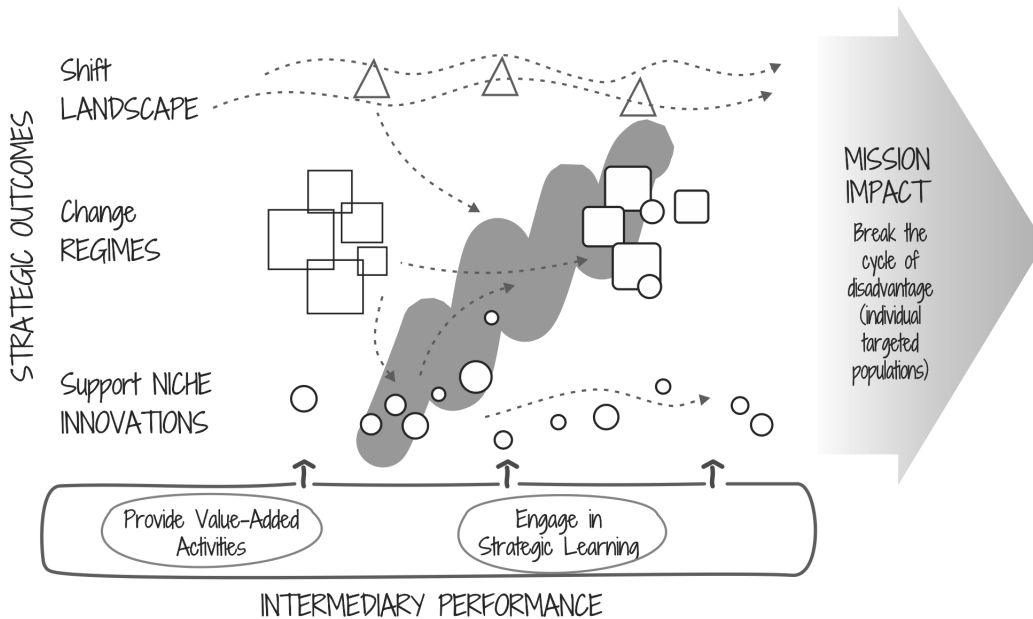 STRATEGIC OUTCOMES
Shift
LANDSCAPE
Change
REGIMES
Support NICHE
INNOVATIONS
MISSION
IMPACT
Break the
cycle of
disadvantage
(individual
targeted
populations)
Provide Value-Added
Activities
Engage in
Strategic Learning
INTERMEDIARY PERFORMANCE